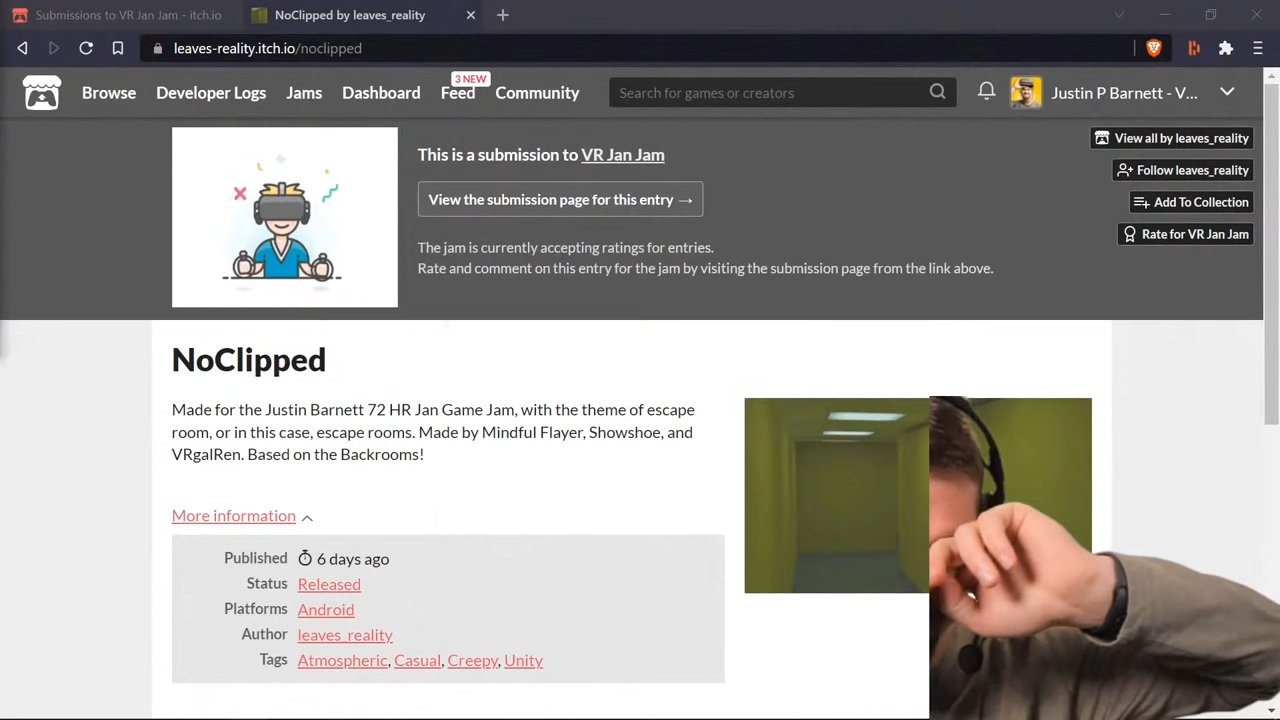 Submissions to VR Jan Jam - itch.io
NoClipped by leaves_reality
leaves-reality.itch.io/noclipped
Browse
Developer Logs
Jams
Dashboard
3 NEW
Feed
Community
Search for games or creators
Justin P Barnett - V...
This is a submission to VR Jan Jam
View the submission page for this entry →
The jam is currently accepting ratings for entries.
Rate and comment on this entry for the jam by visiting the submission page from the link above.
View all by leaves_reality
Follow leaves_reality
Add To Collection
Rate for VR Jan Jam
NoClipped
Made for the Justin Barnett 72 HR Jan Game Jam, with the theme of escape
room, or in this case, escape rooms. Made by Mindful Flayer, Showshoe, and
VRgalRen. Based on the Backrooms!
More information
Published 6 days ago
Status Released
Platforms Android
Author leaves_reality
Tags Atmospheric, Casual, Creepy, Unity